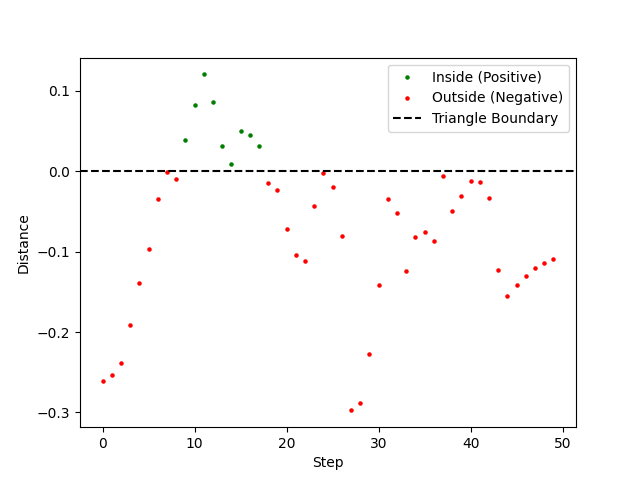 Inside (Positive)
Outside (Negative)
Triangle Boundary
0.1
0.0
−0.1
−0.2
−0.3
Distance
0 10 20 30 40 50
Step